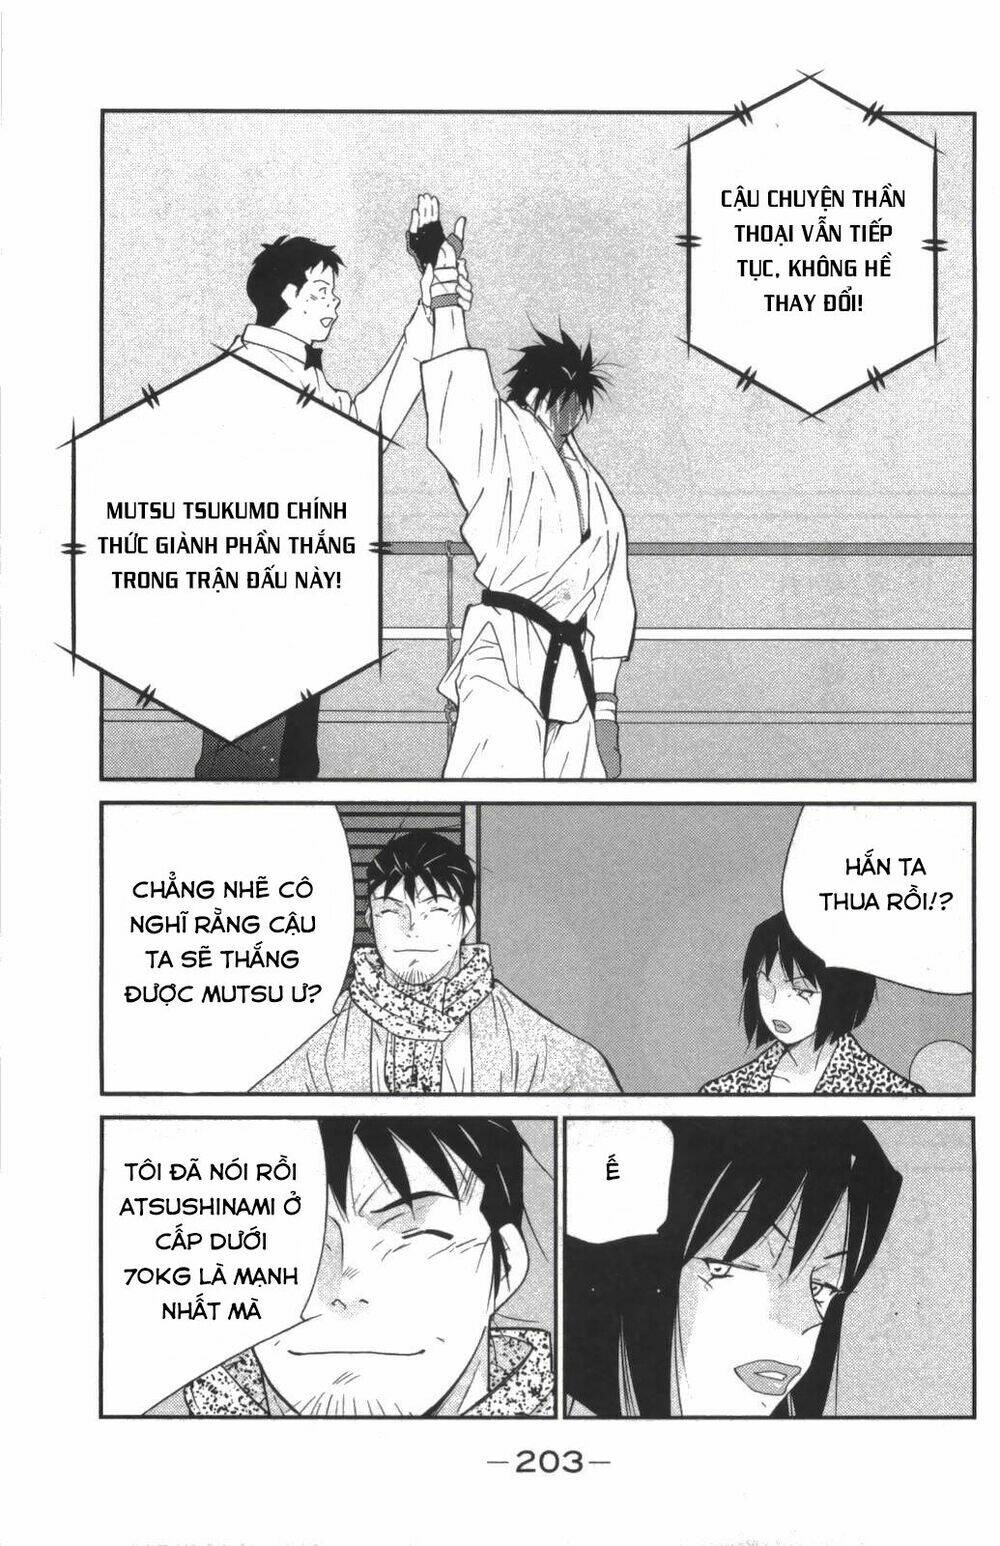 CẬU CHUYỆN THẦN
THOẠI VẪN TIẾP
TỤC, KHÔNG HỀ
THAY ĐỔI!
MUTSU TSUKUMO CHÍNH
THỨC GIÀNH PHẦN THẮNG
TRONG TRẬN ĐẤU NÀY!
HẮN TA
THUA RỒI!?
CHẲNG NHẼ CÔ
NGHĨ RẰNG CẬU
TA SẼ THẮNG
ĐƯỢC MUTSU Ư?
Ế
TÔI ĐÃ NÓI RỒI
ATSUSHINAMI Ở
CẤP DƯỚI
70KG LÀ MẠNH
NHẤT MÀ
—203—